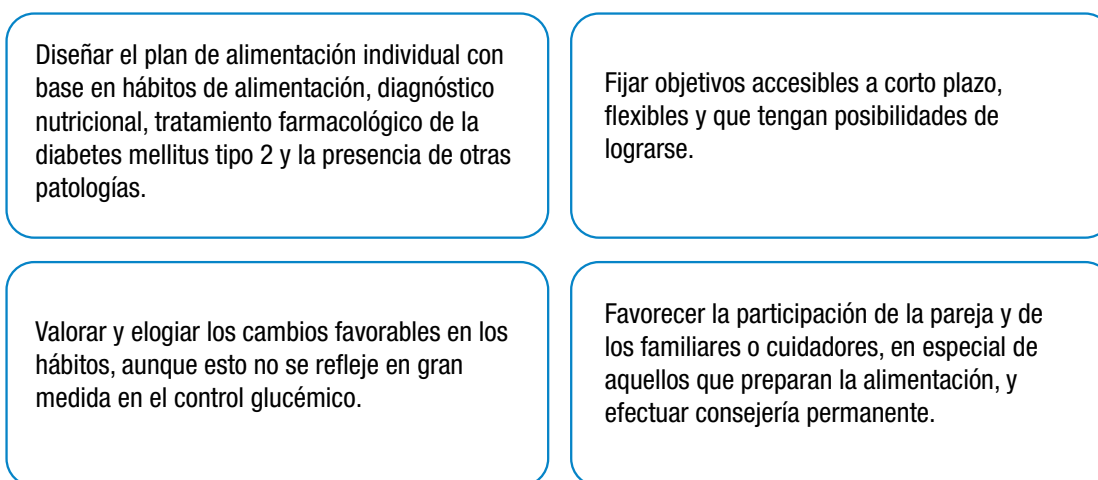 Diseñar el plan de alimentación individual con
base en hábitos de alimentación, diagnóstico
nutricional, tratamiento farmacológico de la
diabetes mellitus tipo 2 y la presencia de otras
patologías.
Fijar objetivos accesibles a corto plazo,
flexibles y que tengan posibilidades de
lograrse.
Valorar y elogiar los cambios favorables en los
hábitos, aunque esto no se refleje en gran
medida en el control glucémico.
Favorecer la participación de la pareja y de
los familiares o cuidadores, en especial de
aquellos que preparan la alimentación, y
efectuar consejería permanente.